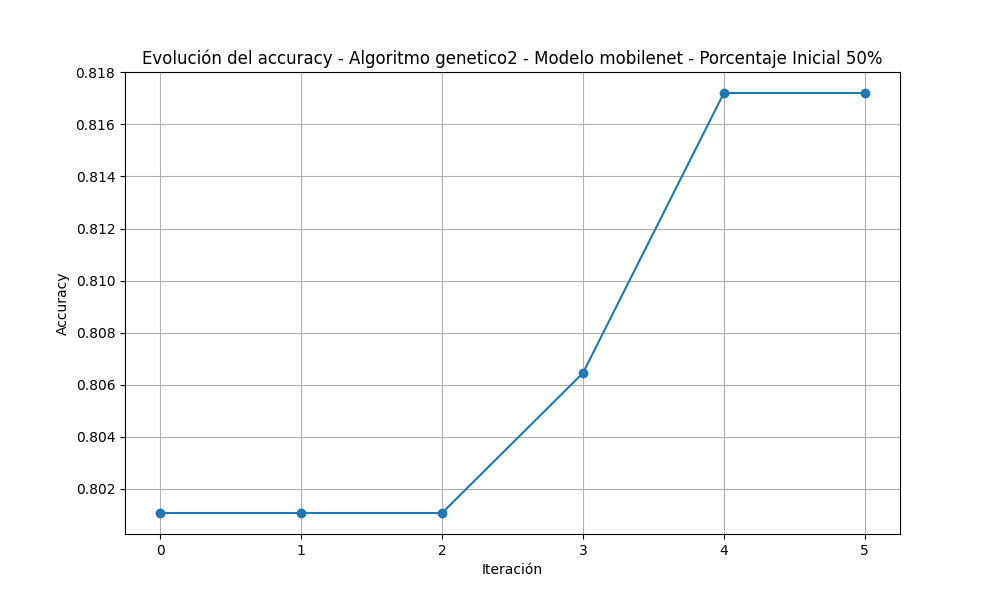 Evolución del accuracy - Algoritmo genetico2 - Modelo mobilenet - Porcentaje Inicial 50%
0.818
0.816
0.814
0.812
0.810
0.808
0.806
0.804
0.802
Accuracy
0 1 2 3 4 5
Iteración